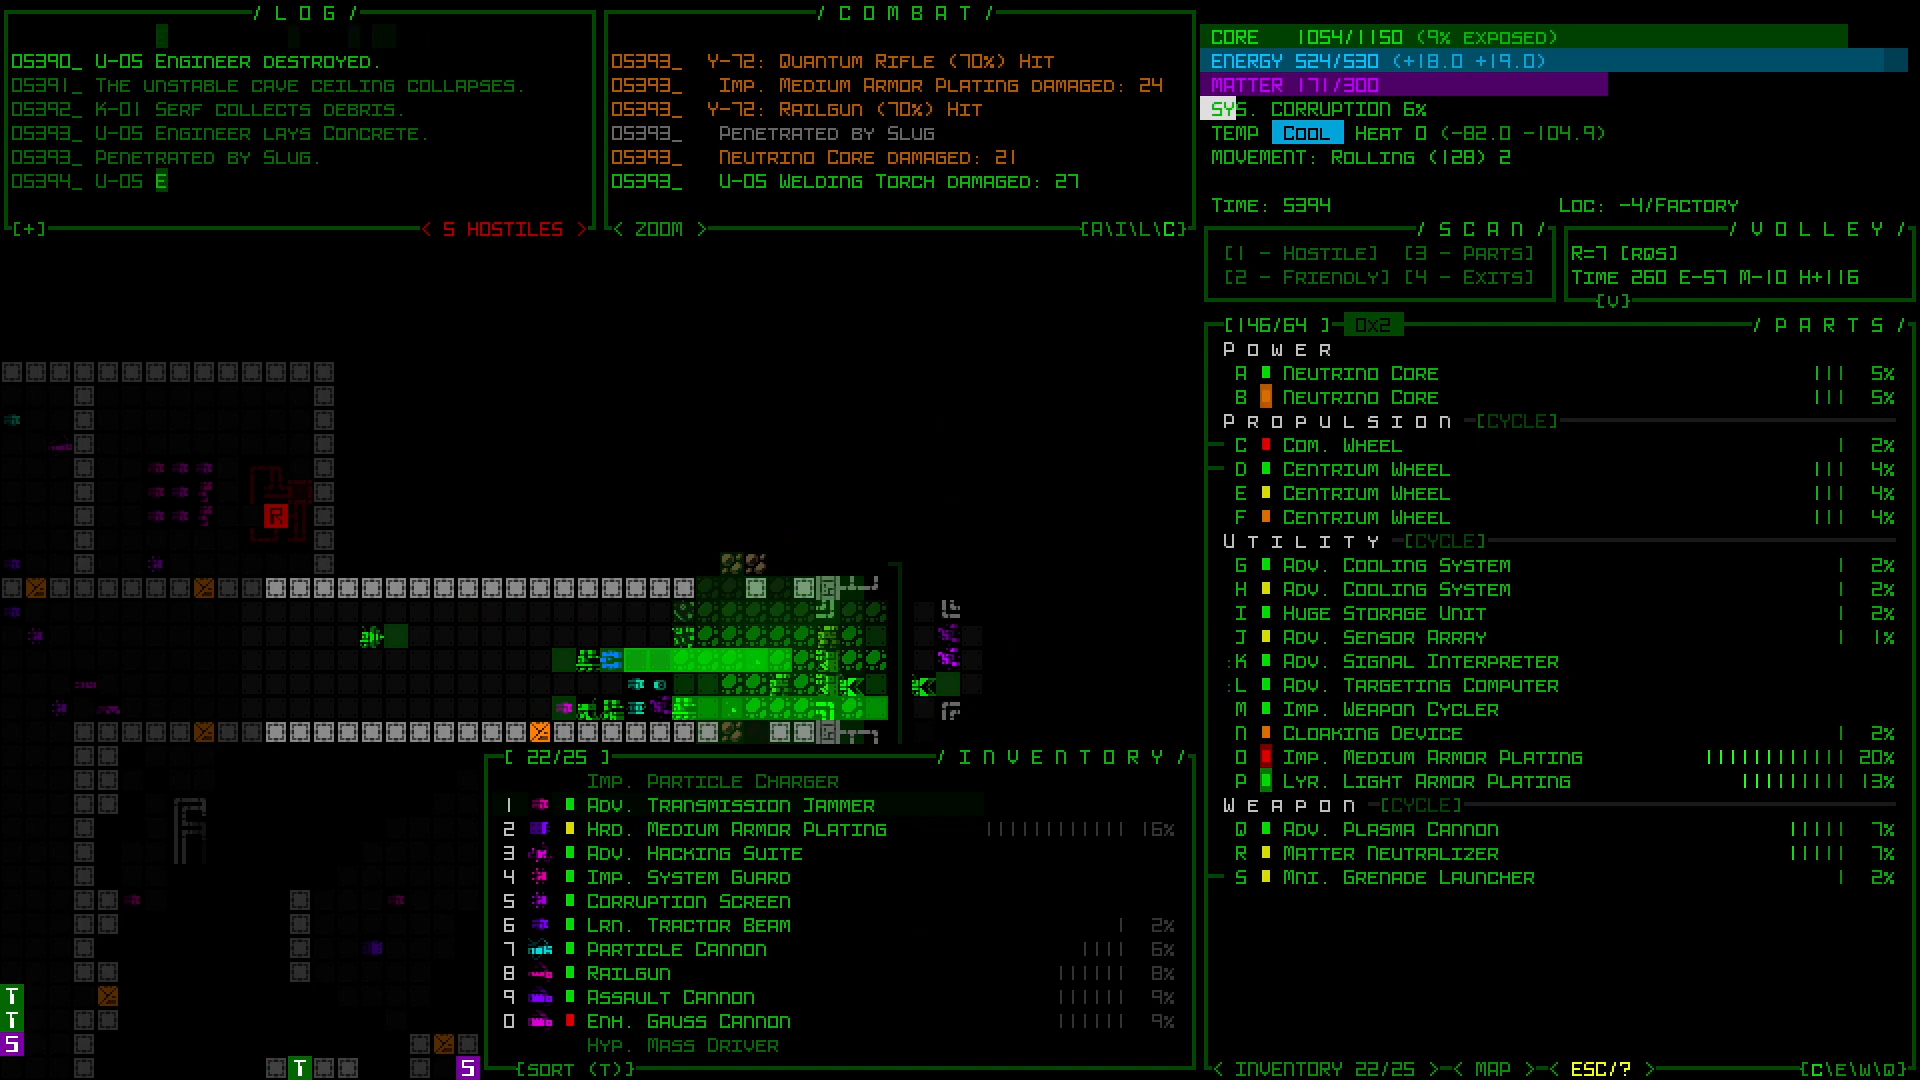 / L O G /
05390_ U-05 Engineer destroyed.
05391_ The unstable cave ceiling collapses.
05392_ K-01 Serf collects debris.
05393_ U-05 Engineer lays Concrete.
05393_ Penetrated by Slug.
05394_ U-05 E
[+]
< 5 HOSTILES >
/ C O M B A T /
05393_ Y-72: Quantum Rifle (70%) Hit
05393_ Imp. Medium Armor Plating damaged: 24
05393_ Y-72: Railgun (70%) Hit
05393_ Penetrated by Slug
05393_ Neutrino Core damaged: 21
05393_ U-05 Welding Torch damaged: 27
< ZOOM >
[A\I\L\C]
CORE 1054/1150 (9% EXPOSED)
ENERGY 524/530 (+18.0 +19.0)
MATTER 171/300
SYS. CORRUPTION 6%
TEMP Cool HEAT 0 (-82.0 -104.9)
MOVEMENT: ROLLING (128) 2
TIME: 5394 LOC: -4/FACTORY
/ S C A N /
[1 - Hostile] [3 - Parts]
[2 - Friendly] [4 - Exits]
/ V O L L E Y /
R=7 [RQS]
TIME 260 E-57 M-10 H+116
[V]
[146/64 ] 0x2 / P A R T S /
P O W E R
A Neutrino Core 5%
B Neutrino Core 5%
P R O P U L S I O N [CYCLE]
C Com. Wheel 2%
D Centrium Wheel 4%
E Centrium Wheel 4%
F Centrium Wheel 4%
U T I L I T Y [CYCLE]
G Adv. Cooling System 2%
H Adv. Cooling System 2%
I Huge Storage Unit 2%
J Adv. Sensor Array 1%
:K Adv. Signal Interpreter
:L Adv. Targeting Computer
M Imp. Weapon Cycler
N Cloaking Device 2%
O Imp. Medium Armor Plating 20%
P Lyr. Light Armor Plating 13%
W E A P O N [CYCLE]
Q Adv. Plasma Cannon 7%
R Matter Neutralizer 7%
S Mni. Grenade Launcher 2%
< INVENTORY 22/25 >< MAP >< ESC/? > [C\E\W\Q]
R
[ 22/25 ] / I N V E N T O R Y /
Imp. Particle Charger
1 Adv. Transmission Jammer
2 Hrd. Medium Armor Plating 16%
3 Adv. Hacking Suite
4 Imp. System Guard
5 Corruption Screen
6 Lrn. Tractor Beam 2%
7 Particle Cannon 6%
8 Railgun 8%
9 Assault Cannon 9%
0 Enh. Gauss Cannon 9%
Hyp. Mass Driver
[SORT (T)]
T
T
S
T
S